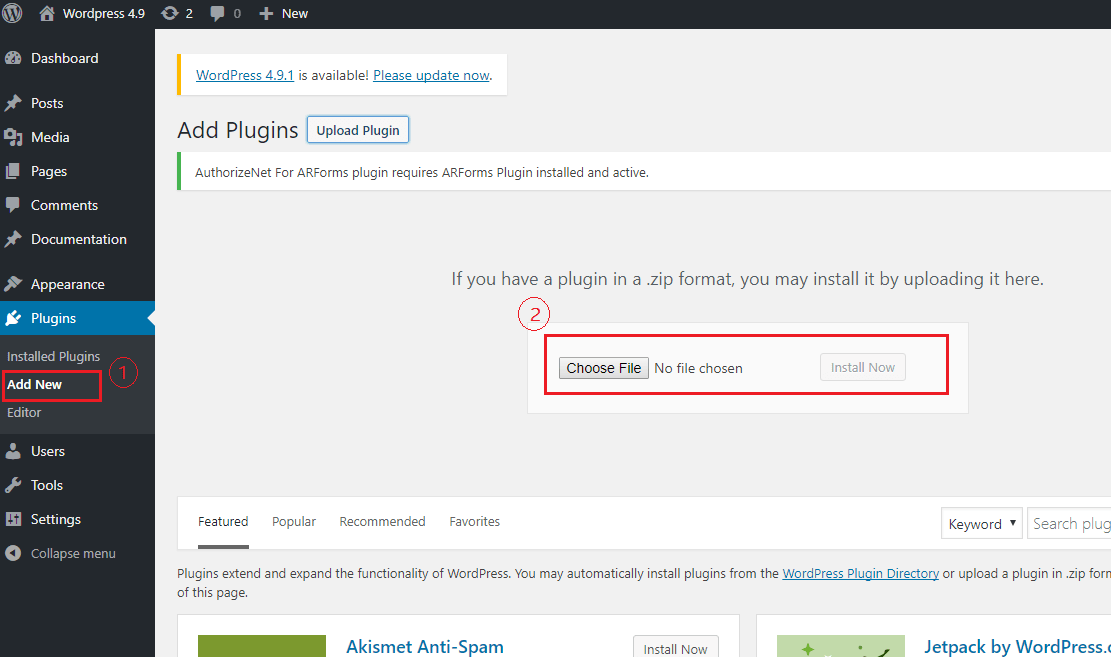 Wordpress 4.9 2 0 New
Dashboard
Posts
Media
Pages
Comments
Documentation
Appearance
Plugins
Installed Plugins
Add New 1
Editor
Users
Tools
Settings
Collapse menu
WordPress 4.9.1 is available! Please update now.
Add Plugins Upload Plugin
AuthorizeNet For ARForms plugin requires ARForms Plugin installed and active.
If you have a plugin in a .zip format, you may install it by uploading it here.
2
Choose File No file chosen Install Now
Featured Popular Recommended Favorites Keyword Search plug
Plugins extend and expand the functionality of WordPress. You may automatically install plugins from the WordPress Plugin Directory or upload a plugin in .zip form
of this page.
Akismet Anti-Spam Install Now Jetpack by WordPress.c